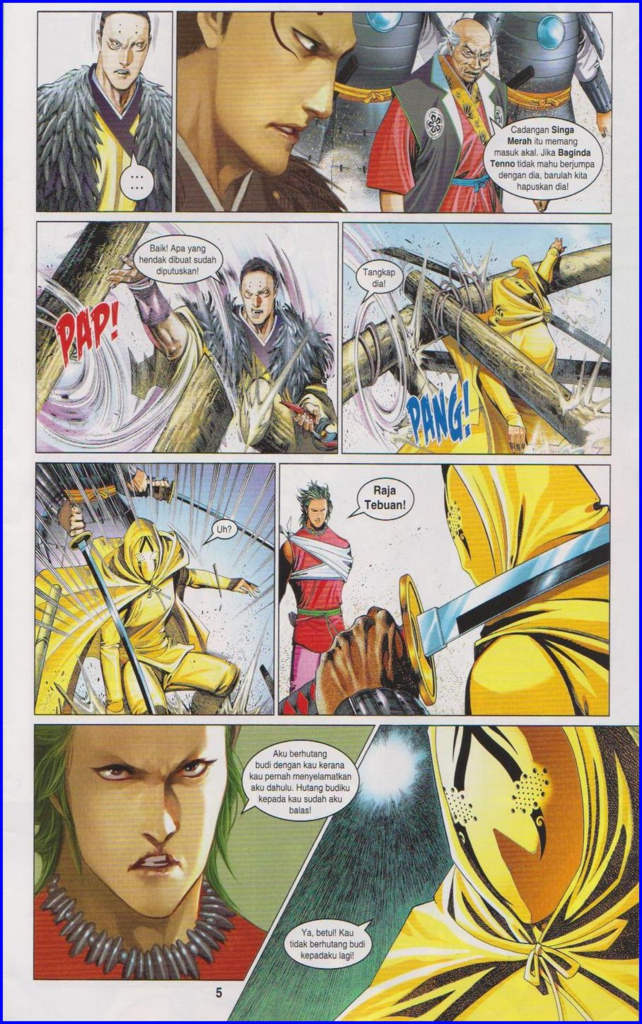 ... ...
Cadangan Singa
Merah itu memang
masuk akal. Jika Baginda
Tenno tidak mahu berjumpa
dengan dia, barulah kita
hapuskan dia!
Baik! Apa yang
hendak dibuat sudah
diputuskan!
PAP!
Tangkap
dia!
PANG!
Uh?
Raja
Tebuan!
Aku berhutang
budi dengan kau kerana
kau pernah menyelamatkan
aku dahulu. Hutang budiku
kepada kau sudah aku
balas!
Ya, betul! Kau
tidak berhutang budi
kepadaku lagi!
5